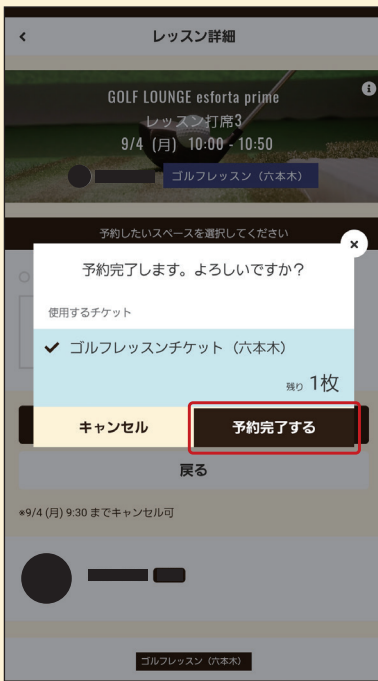 レッスン詳細
GOLF LOUNGE esforta prime
レッスン打席3
9/4 (月) 10:00 - 10:50
ゴルフレッスン（六本木）
予約したいスペースを選択してください
予約完了します。よろしいですか？
使用するチケット
ゴルフレッスンチケット（六本木）
残り 1枚
キャンセル 予約完了する
戻る
*9/4 (月) 9:30 までキャンセル可
ゴルフレッスン（六本木）